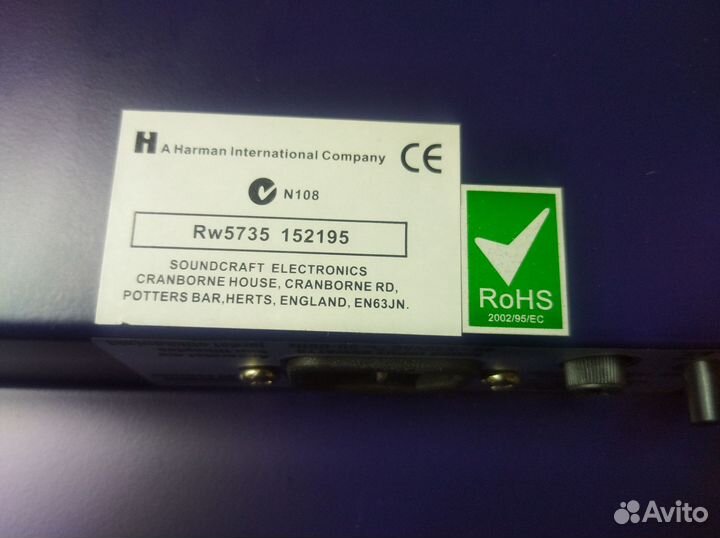 H A Harman International Company CE
N108
Rw5735 152195
SOUNDCRAFT ELECTRONICS
CRANBORNE HOUSE, CRANBORNE RD,
POTTERS BAR,HERTS, ENGLAND, EN63JN.
RoHS
2002/95/EC
Avito